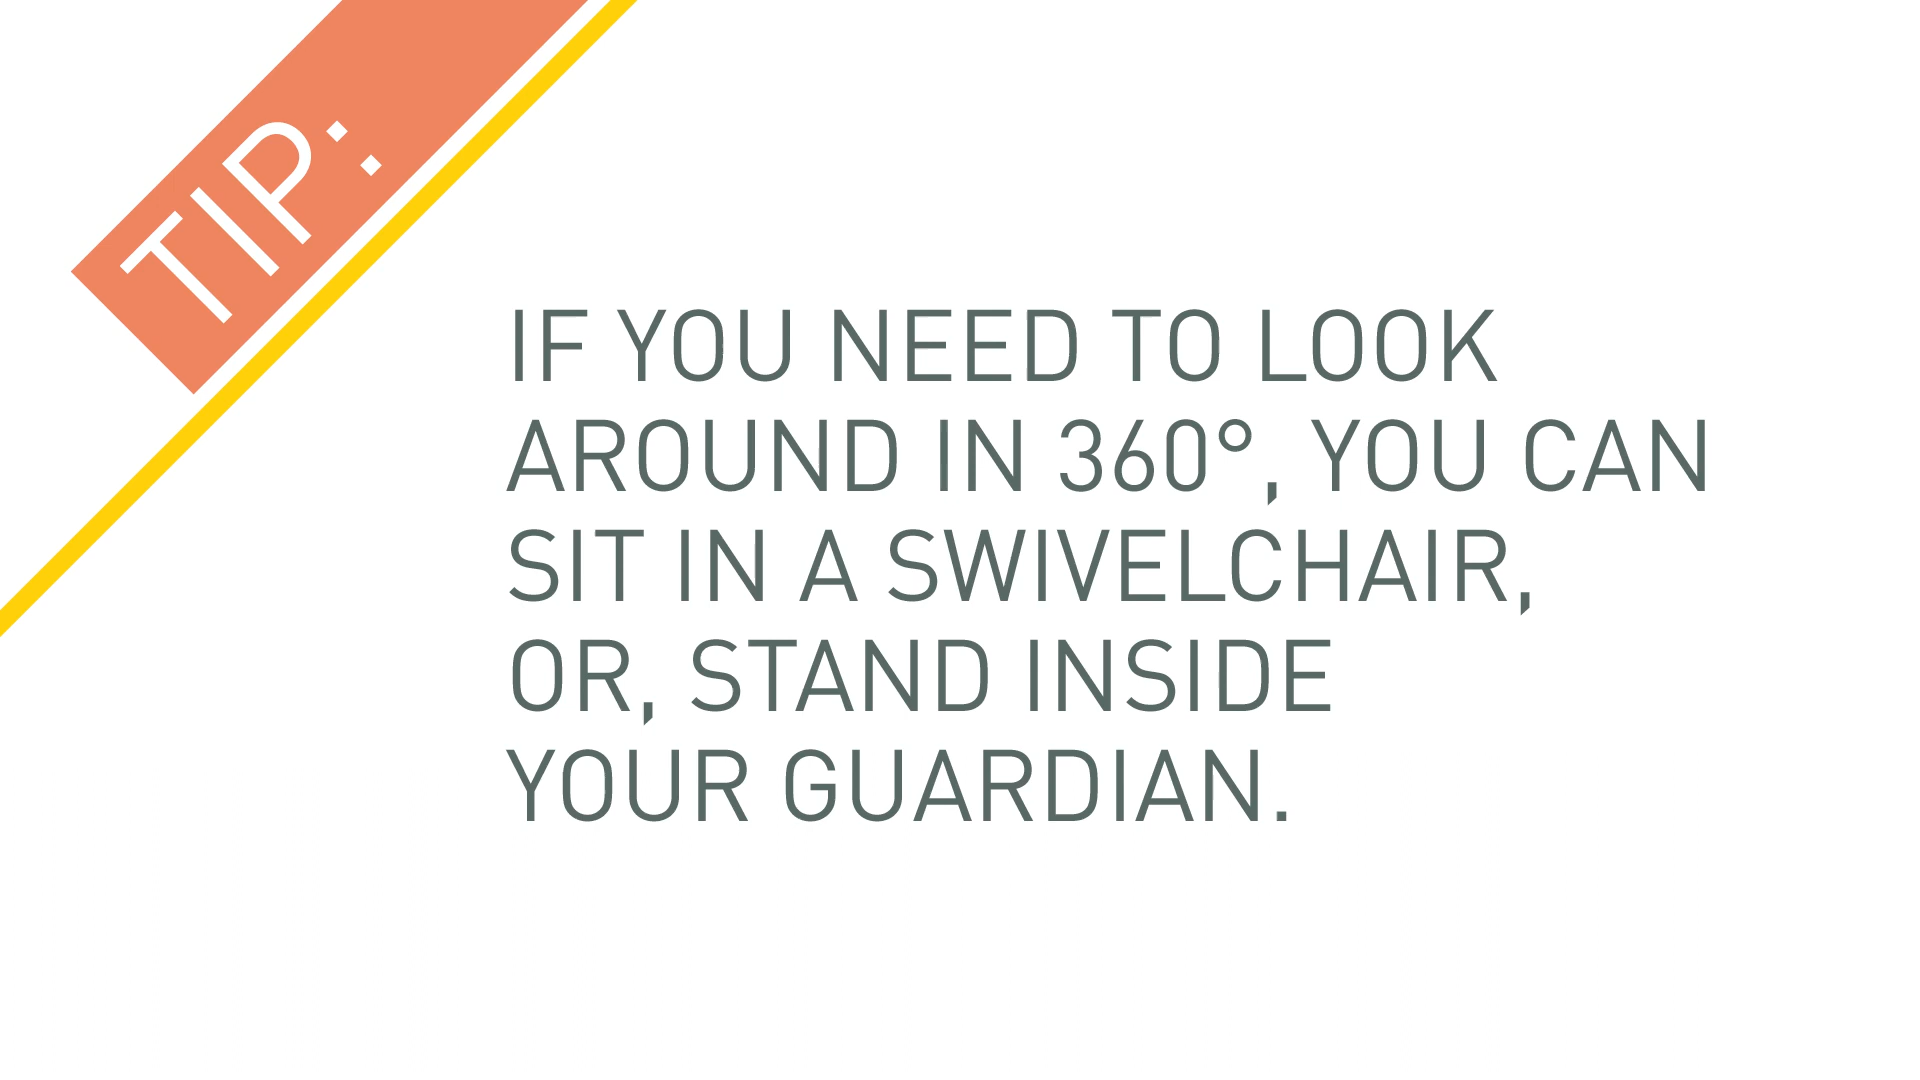 TIP:
IF YOU NEED TO LOOK
AROUND IN 360°, YOU CAN
SIT IN A SWIVELCHAIR,
OR, STAND INSIDE
YOUR GUARDIAN.